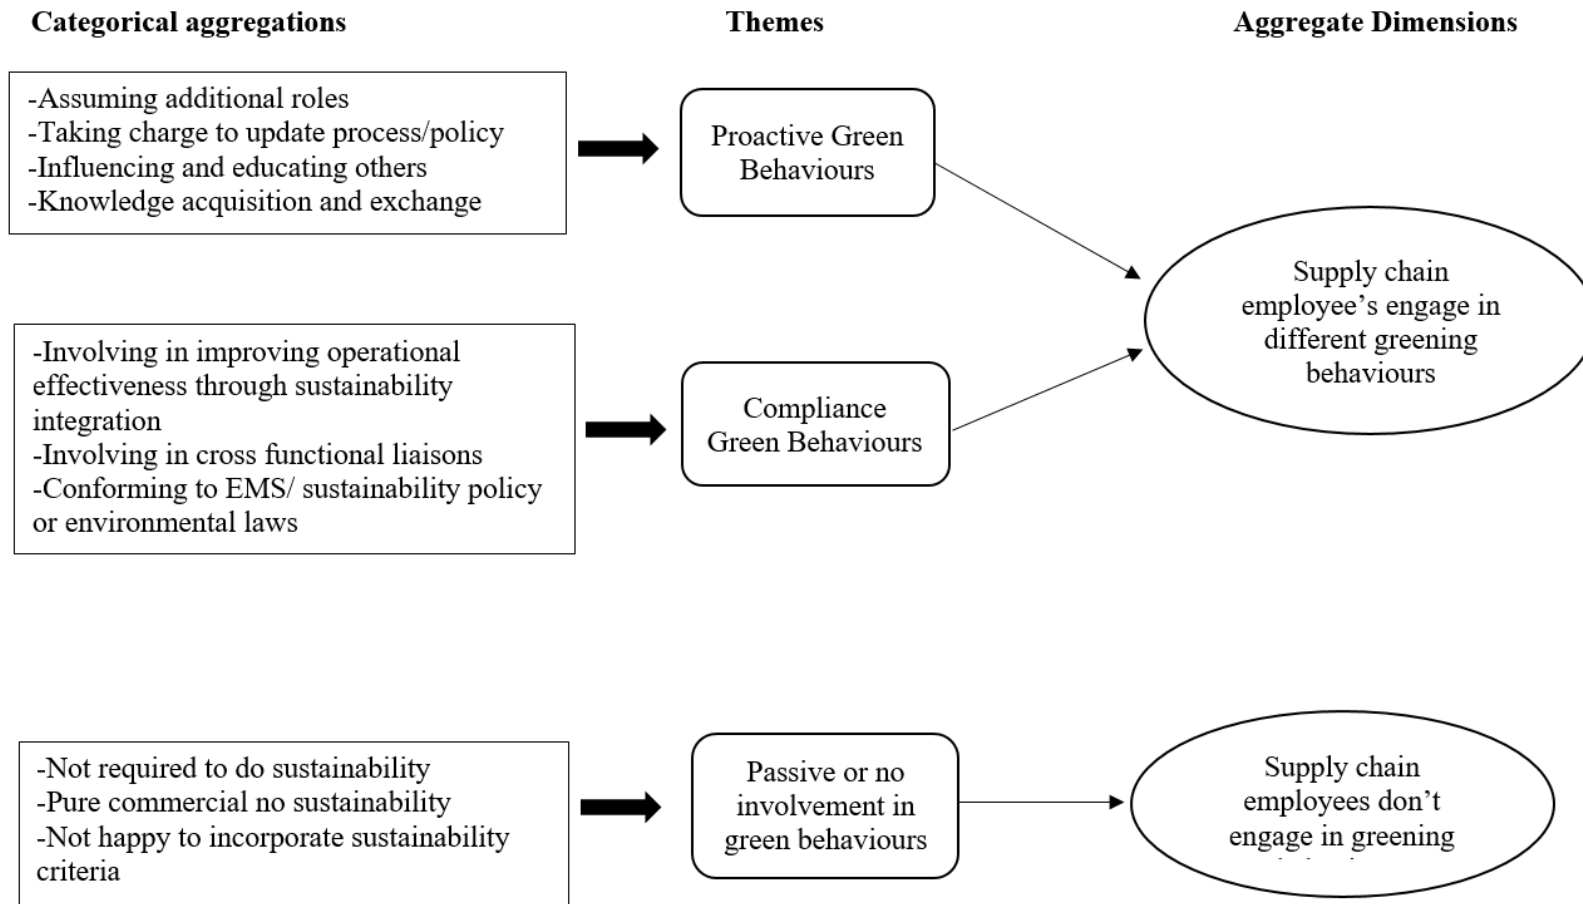 Categorical aggregations
Themes
Aggregate Dimensions
-Assuming additional roles
-Taking charge to update process/policy
-Influencing and educating others
-Knowledge acquisition and exchange
Proactive Green
Behaviours
Supply chain
employee’s engage in
different greening
behaviours
-Involving in improving operational
effectiveness through sustainability
integration
-Involving in cross functional liaisons
-Conforming to EMS/ sustainability policy
or environmental laws
Compliance
Green Behaviours
-Not required to do sustainability
-Pure commercial no sustainability
-Not happy to incorporate sustainability
criteria
Passive or no
involvement in
green behaviours
Supply chain
employees don’t
engage in greening